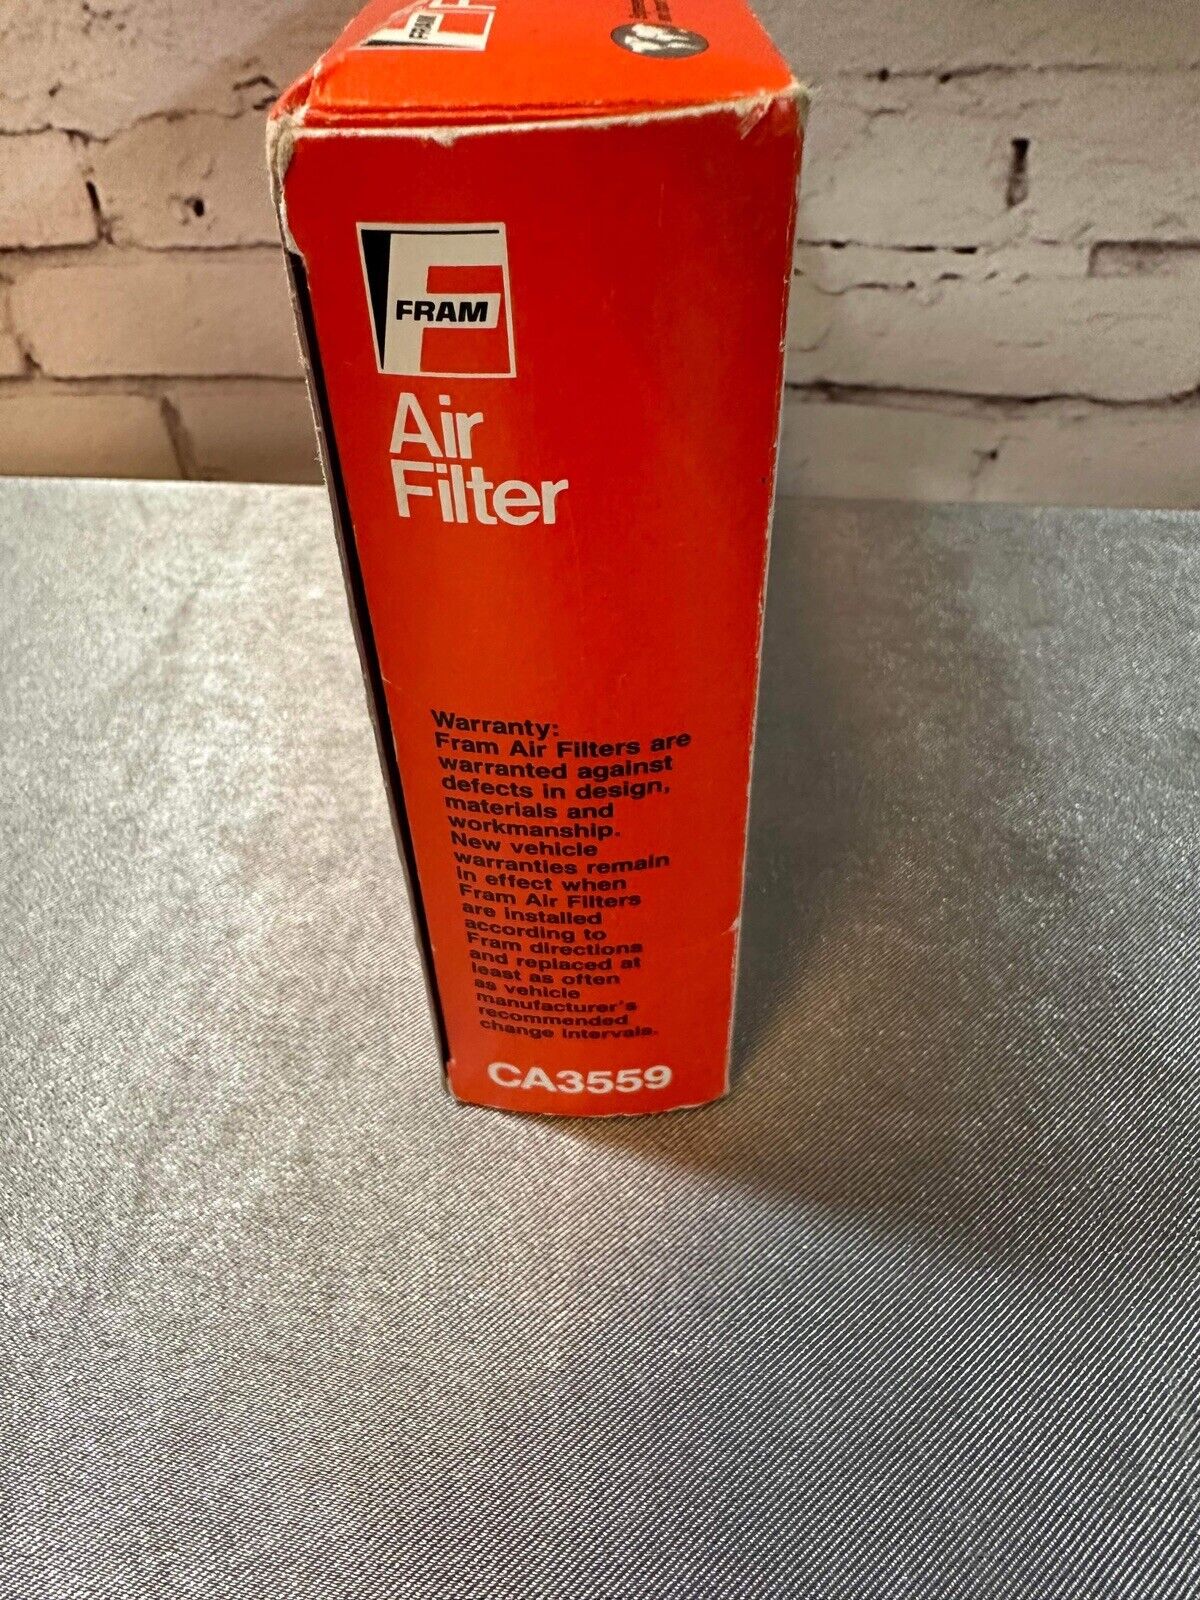 FRAM
FRAM
Air
Filter
Warranty:
Fram Air Filters are
warranted against
defects in design,
materials and
workmanship.
New vehicle
warranties remain
in effect when
Fram Air Filters
are installed
according to
Fram directions
and replaced at
least as often
as vehicle
manufacturer's
recommended
change intervals.
CA3559